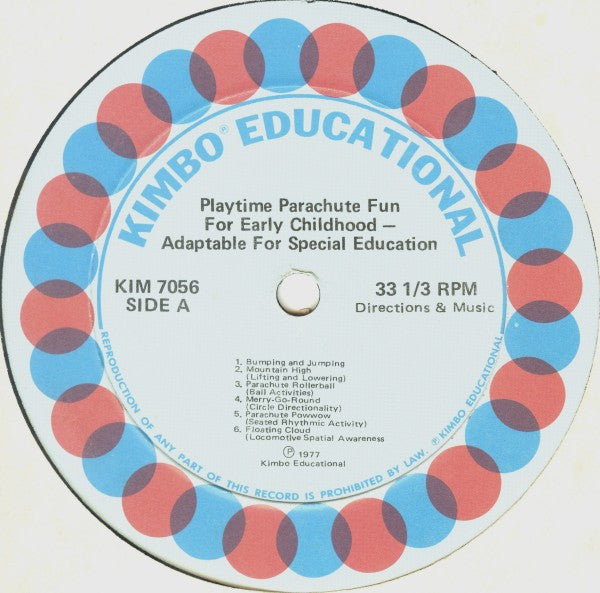 KIMBO® EDUCATIONAL
Playtime Parachute Fun
For Early Childhood —
Adaptable For Special Education
KIM 7056
SIDE A
33 1/3 RPM
Directions & Music
1. Bumping and Jumping
2. Mountain High
(Lifting and Lowering)
3. Parachute Rollerball
(Ball Activities)
4. Merry-Go-Round
(Circle Directionality)
5. Parachute Powwow
(Seated Rhythmic Activity)
6. Floating Cloud
(Locomotive Spatial Awareness
Ⓟ 1977
Kimbo Educational
REPRODUCTION OF ANY PART OF THIS RECORD IS PROHIBITED BY LAW. ℗ KIMBO EDUCATIONAL